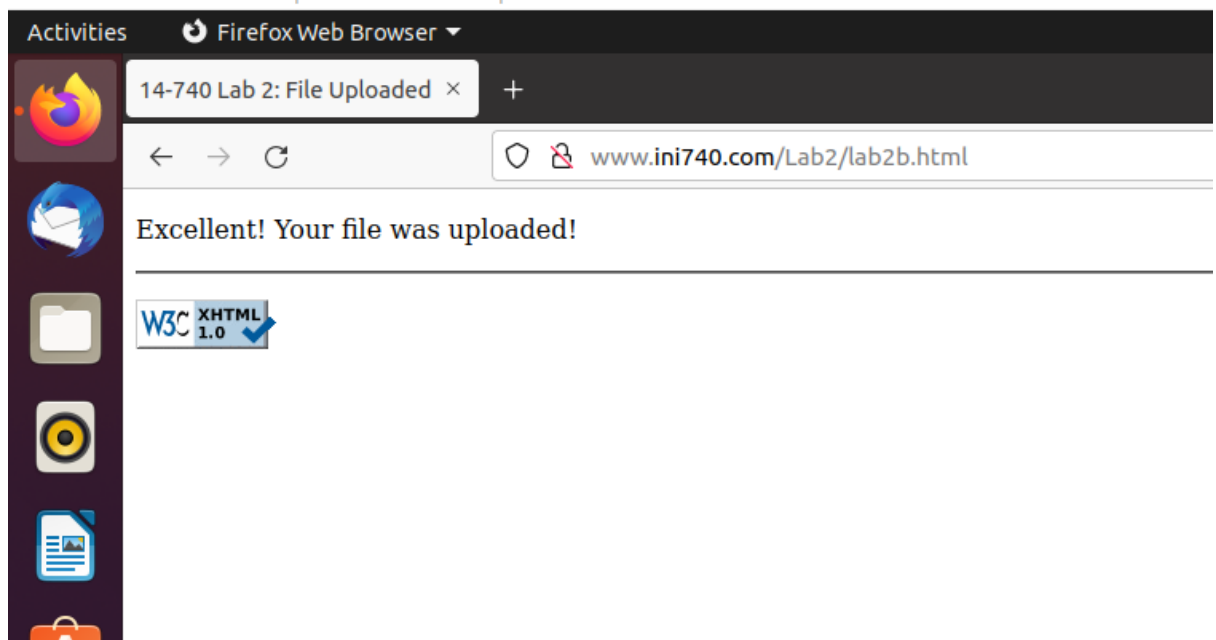 Activities Firefox Web Browser
14-740 Lab 2: File Uploaded × +
www.ini740.com/Lab2/lab2b.html
Excellent! Your file was uploaded!
W3C XHTML
1.0